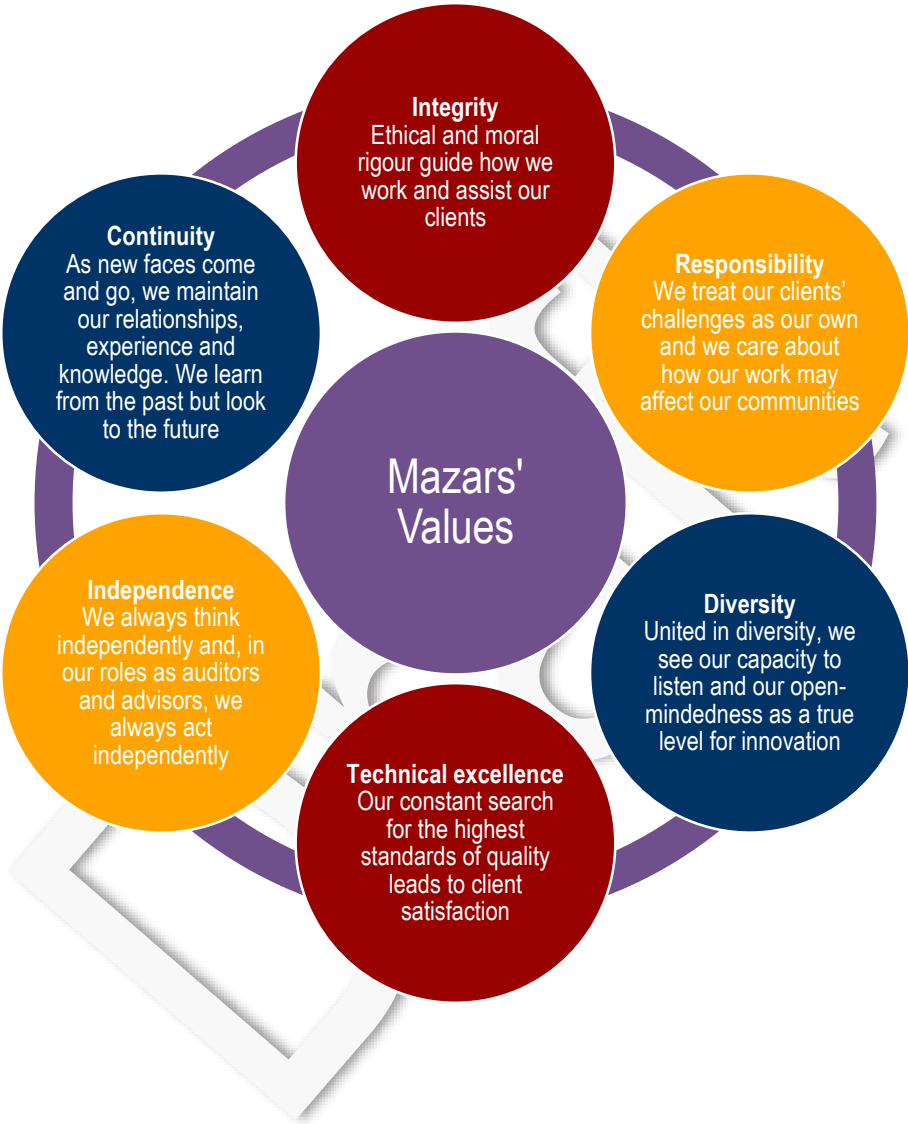 Integrity
Ethical and moral
rigour guide how we
work and assist our
clients
Responsibility
We treat our clients'
challenges as our own
and we care about
how our work may
affect our communities
Diversity
United in diversity, we
see our capacity to
listen and our open-
mindedness as a true
level for innovation
Technical excellence
Our constant search
for the highest
standards of quality
leads to client
satisfaction
Independence
We always think
independently and, in
our roles as auditors
and advisors, we
always act
independently
Continuity
As new faces come
and go, we maintain
our relationships,
experience and
knowledge. We learn
from the past but look
to the future
Mazars'
Values